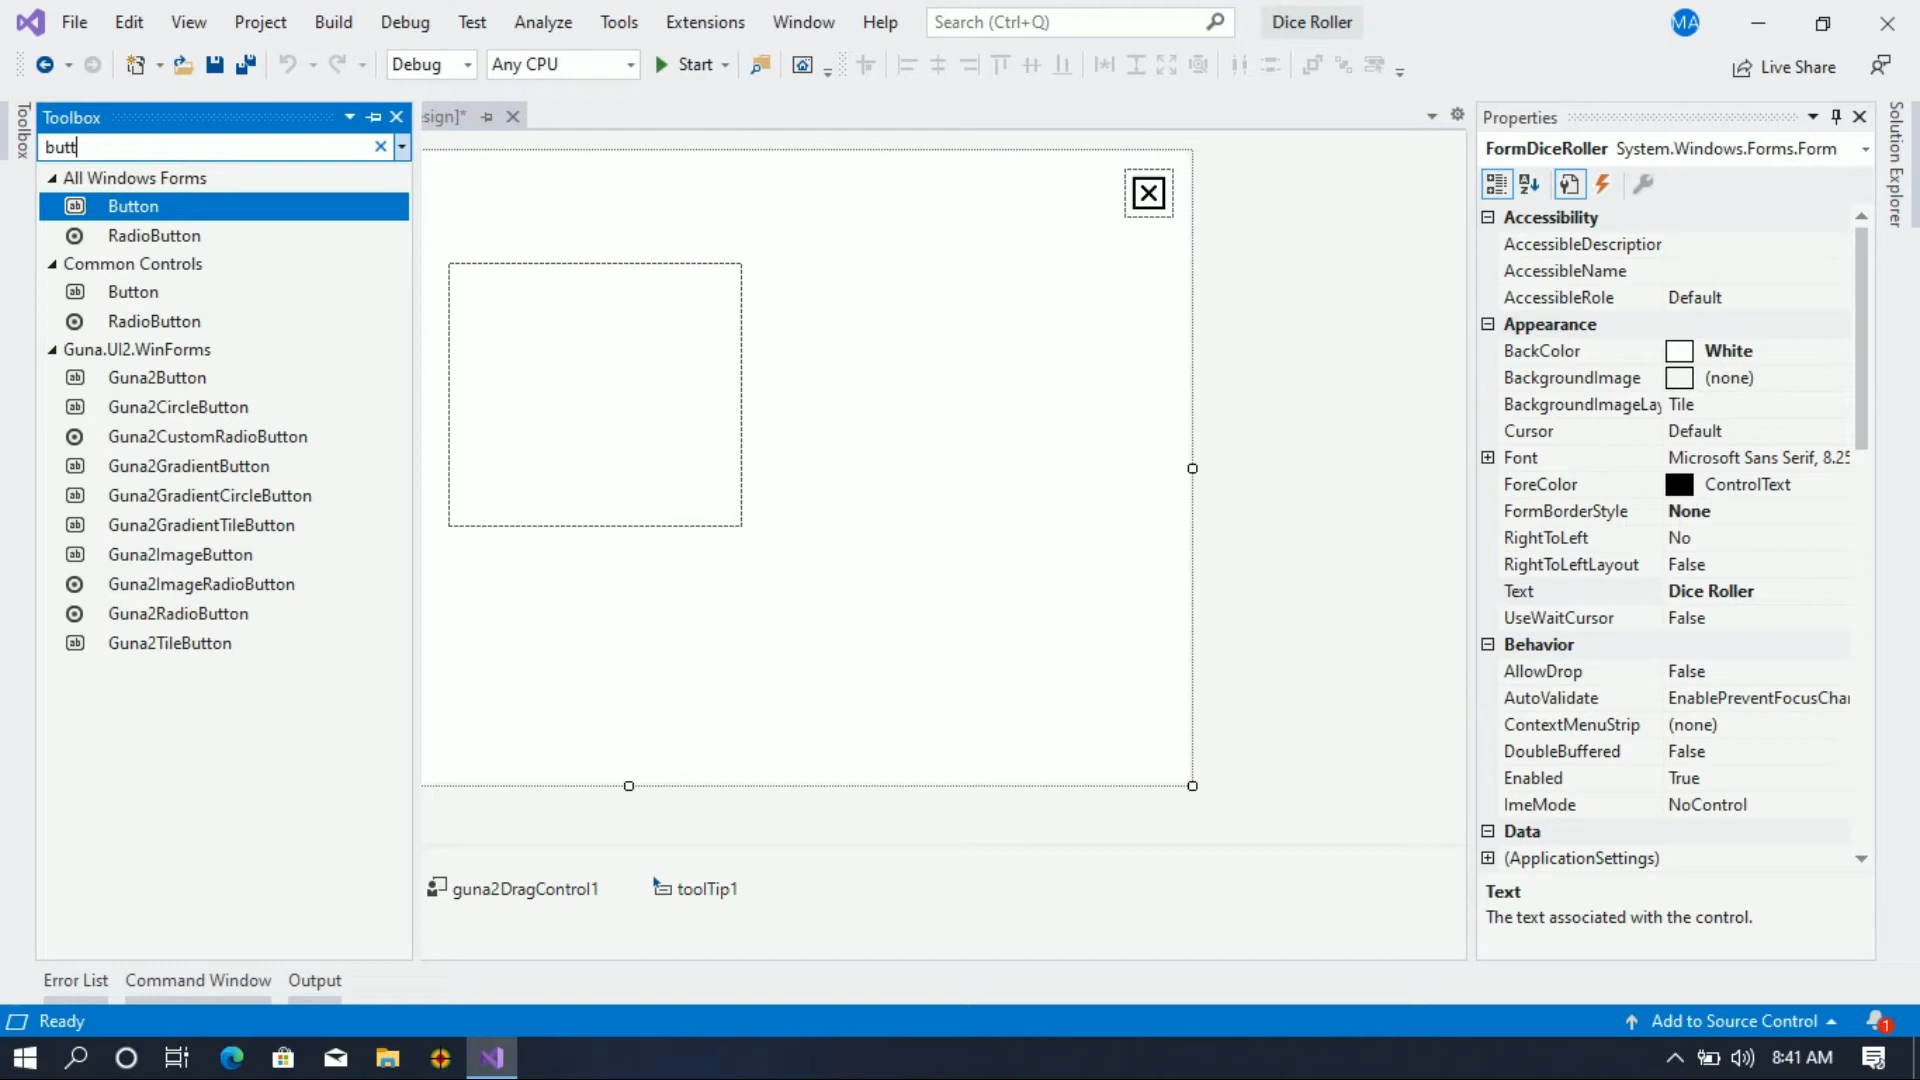 File Edit View Project Build Debug Test Analyze Tools Extensions Window Help Search (Ctrl+Q) Dice Roller MA
Debug Any CPU Start Live Share
Toolbox
Toolbox
sign]*
butt
All Windows Forms
Button
RadioButton
Common Controls
Button
RadioButton
Guna.UI2.WinForms
Guna2Button
Guna2CircleButton
Guna2CustomRadioButton
Guna2GradientButton
Guna2GradientCircleButton
Guna2GradientTileButton
Guna2ImageButton
Guna2ImageRadioButton
Guna2RadioButton
Guna2TileButton
guna2DragControl1 toolTip1
Properties
FormDiceRoller System.Windows.Forms.Form
Accessibility
AccessibleDescription
AccessibleName
AccessibleRole Default
Appearance
BackColor White
BackgroundImage (none)
BackgroundImageLay Tile
Cursor Default
Font Microsoft Sans Serif, 8.25
ForeColor ControlText
FormBorderStyle None
RightToLeft No
RightToLeftLayout False
Text Dice Roller
UseWaitCursor False
Behavior
AllowDrop False
AutoValidate EnablePreventFocusChan
ContextMenuStrip (none)
DoubleBuffered False
Enabled True
ImeMode NoControl
Data
(ApplicationSettings)
Text
The text associated with the control.
Solution Explorer
Error List Command Window Output
Ready Add to Source Control 1
8:41 AM